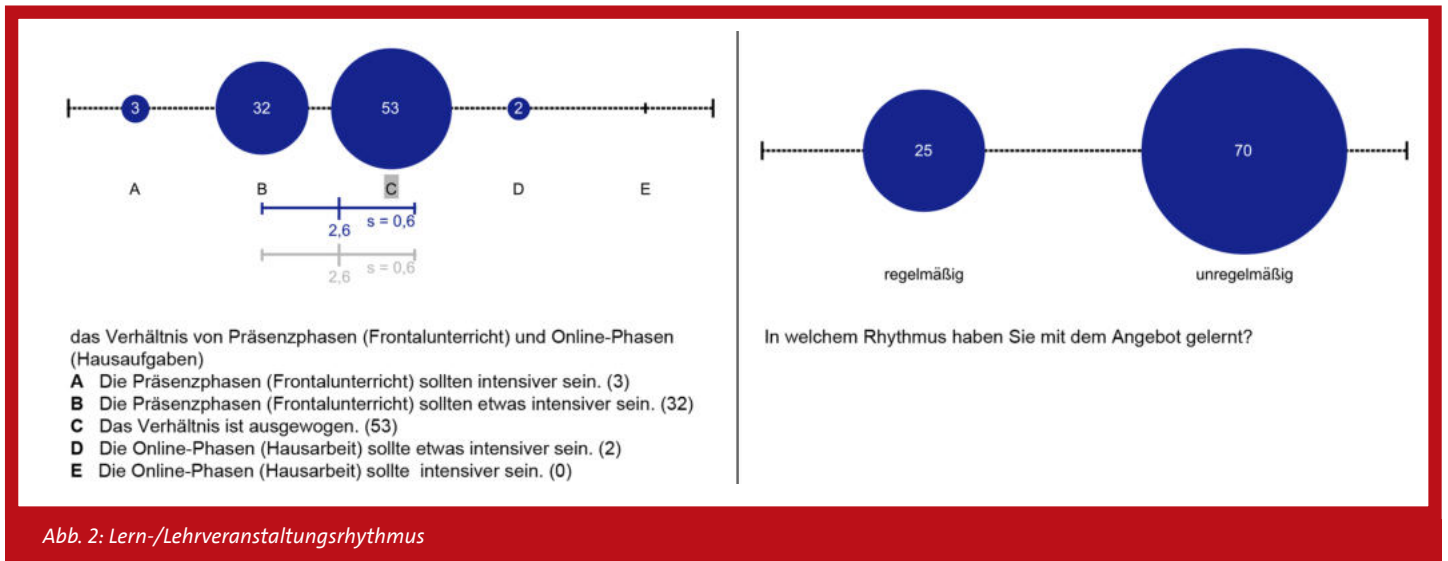 3
32
53
2
A
B
C
D
E
2,6
s = 0,6
2,6
s = 0,6
das Verhältnis von Präsenzphasen (Frontalunterricht) und Online-Phasen
(Hausaufgaben)
A Die Präsenzphasen (Frontalunterricht) sollten intensiver sein. (3)
B Die Präsenzphasen (Frontalunterricht) sollten etwas intensiver sein. (32)
C Das Verhältnis ist ausgewogen. (53)
D Die Online-Phasen (Hausarbeit) sollte etwas intensiver sein. (2)
E Die Online-Phasen (Hausarbeit) sollte intensiver sein. (0)
25
70
regelmäßig
unregelmäßig
In welchem Rhythmus haben Sie mit dem Angebot gelernt?
Abb. 2: Lern-/Lehrveranstaltungsrhythmus